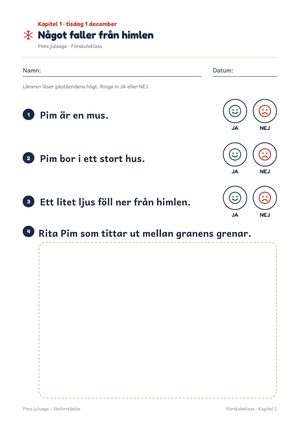 Kapitel 1 · tisdag 1 december
Något faller från himlen
Pims julsaga · Förskoleklass
Namn:
Datum:
Läraren läser påståendena högt. Ringa in JA eller NEJ.
1 Pim är en mus.
JA NEJ
2 Pim bor i ett stort hus.
JA NEJ
3 Ett litet ljus föll ner från himlen.
JA NEJ
4 Rita Pim som tittar ut mellan granens grenar.
Pims julsaga – läsförståelse
Förskoleklass · Kapitel 1